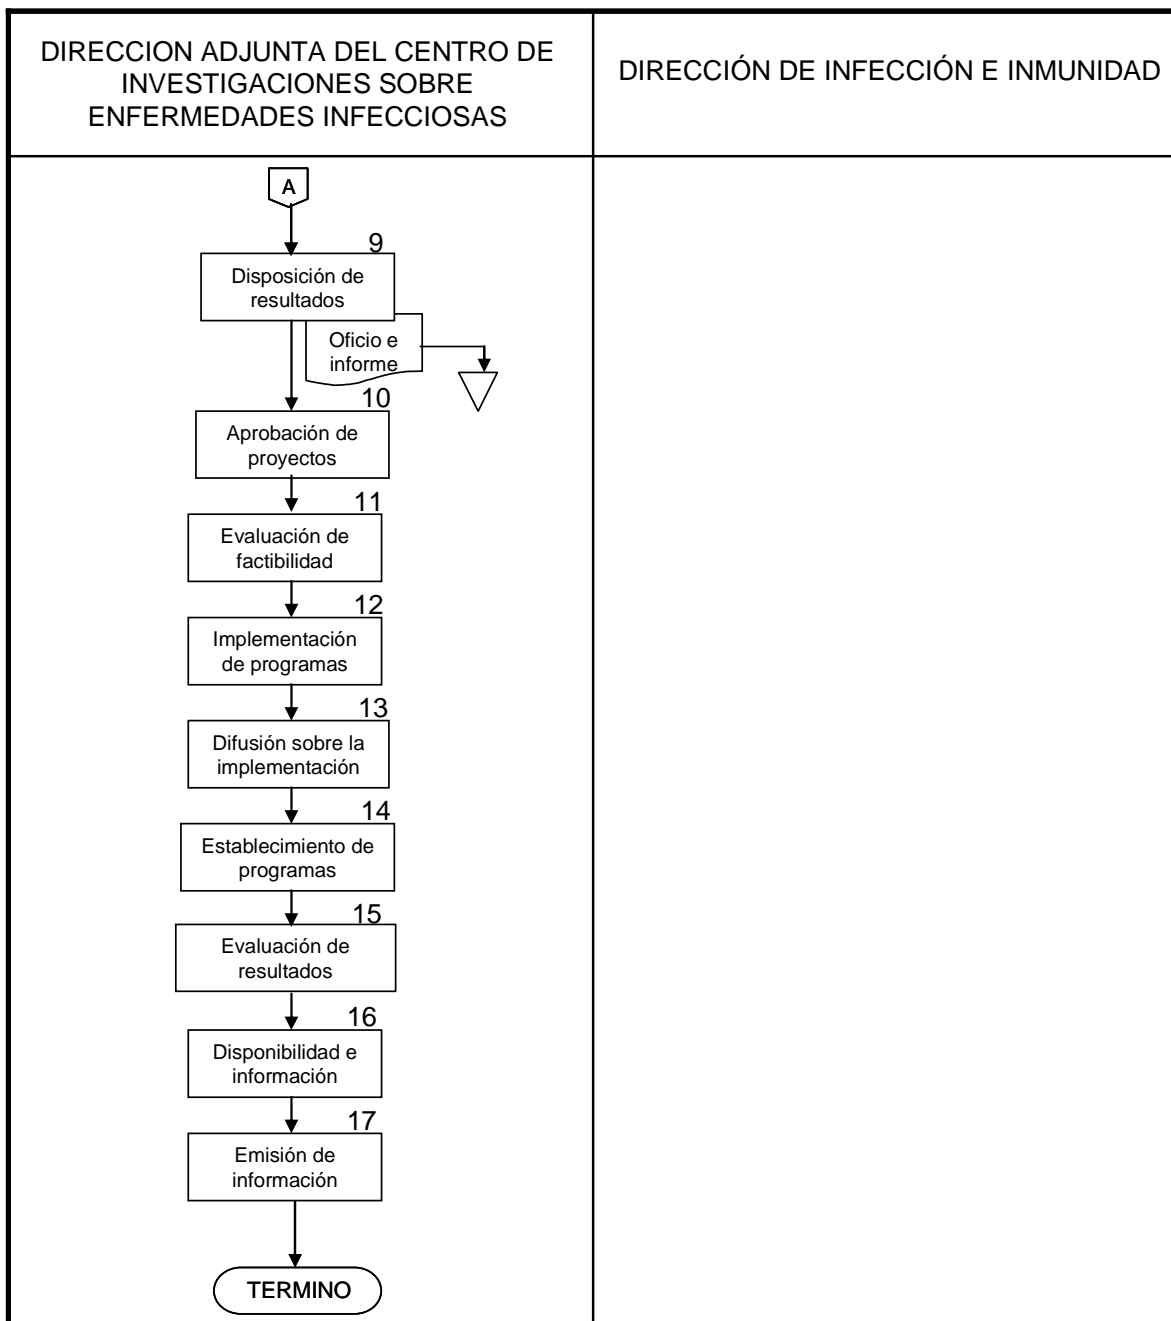 DIRECCION ADJUNTA DEL CENTRO DE
INVESTIGACIONES SOBRE
ENFERMEDADES INFECCIOSAS
DIRECCIÓN DE INFECCIÓN E INMUNIDAD
A
9
Disposición de
resultados
Oficio e
informe
10
Aprobación de
proyectos
11
Evaluación de
factibilidad
12
Implementación
de programas
13
Difusión sobre la
implementación
14
Establecimiento de
programas
15
Evaluación de
resultados
16
Disponibilidad e
información
17
Emisión de
información
TERMINO